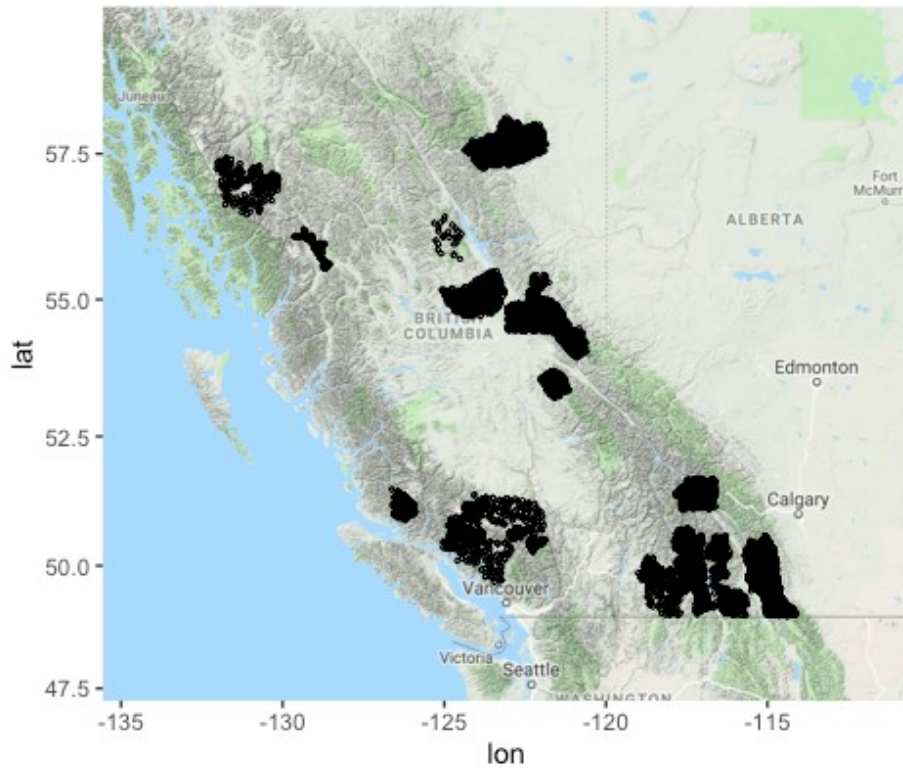 Juneau
57.5
Fort
McMurr
ALBERTA
55.0
BRITISH
COLUMBIA
lat
Edmonton
52.5
Calgary
50.0
Vancouver
Victoria
Seattle
47.5
WASHINGTON
-135
-130
-125
-120
-115
lon